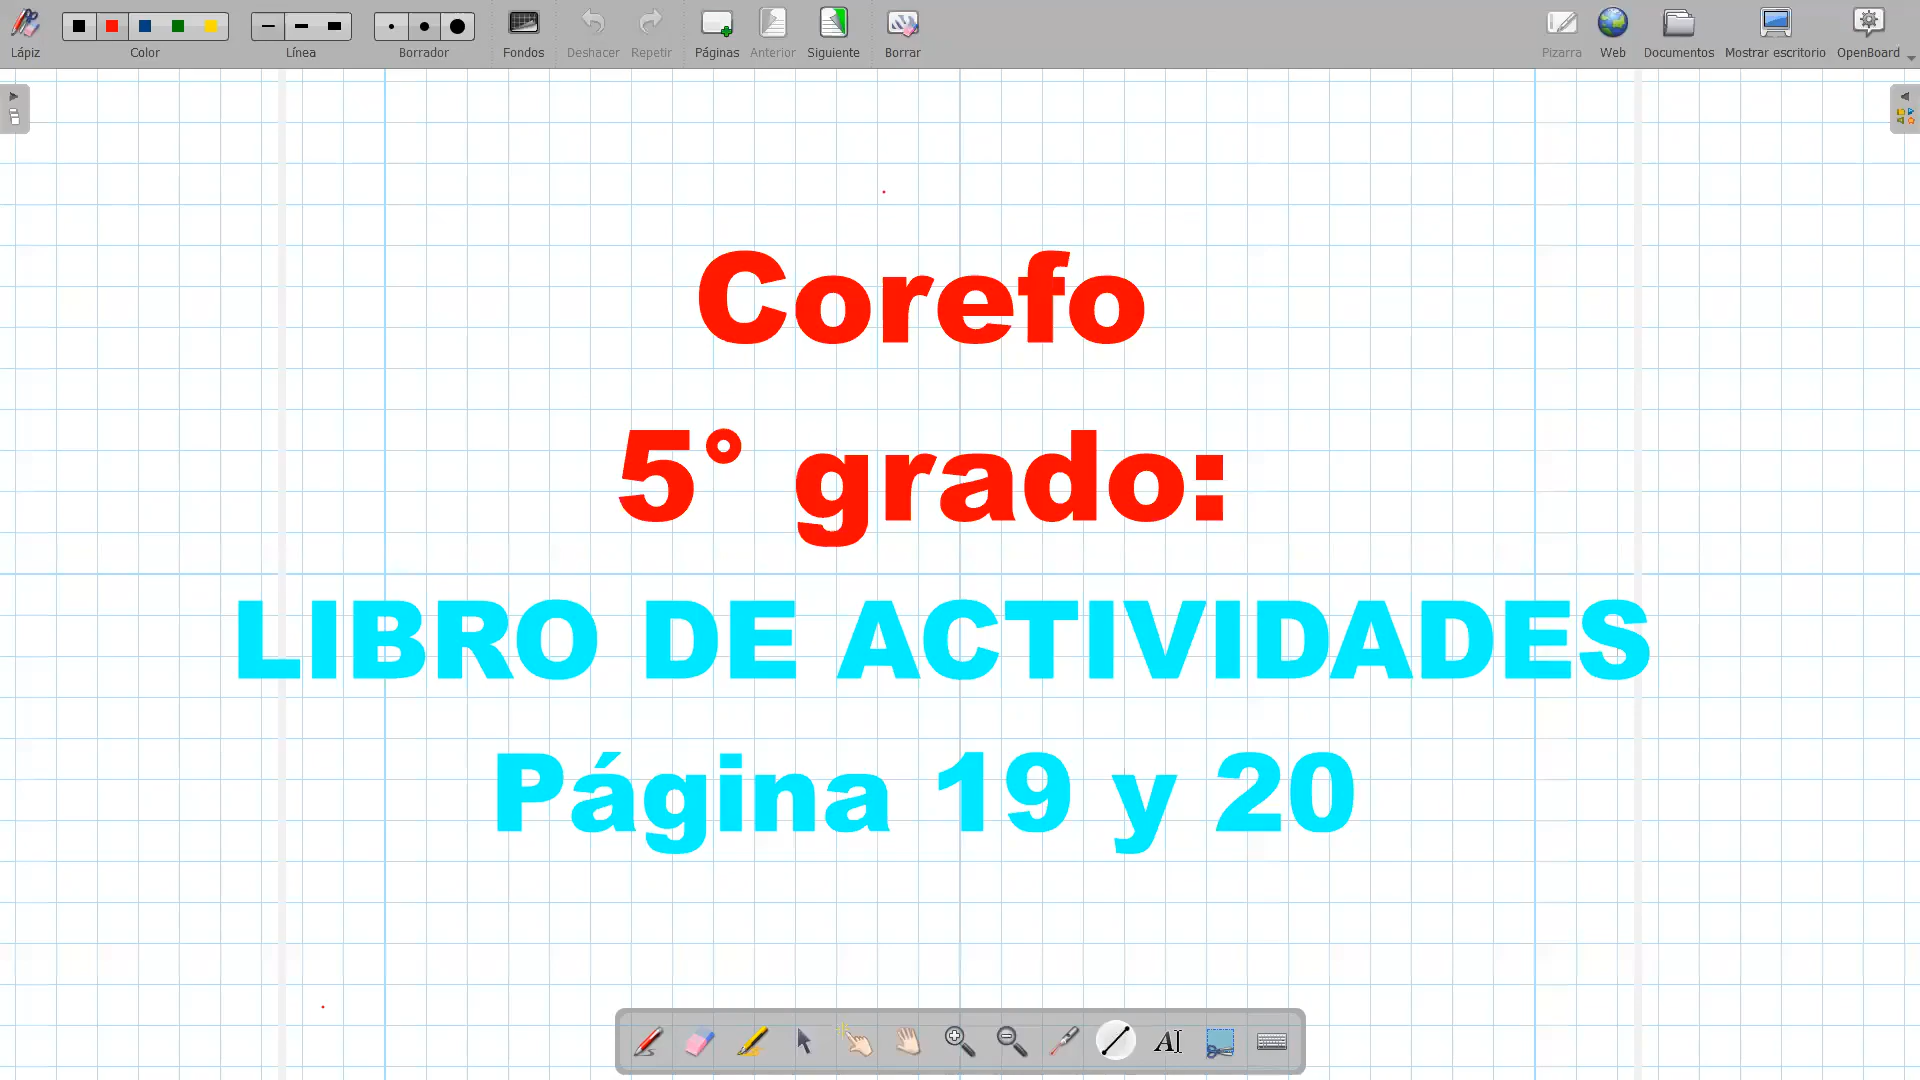 Lápiz Color Línea Borrador Fondos Deshacer Repetir Páginas Anterior Siguiente Borrar Pizarra Web Documentos Mostrar escritorio OpenBoard
Corefo
5° grado:
LIBRO DE ACTIVIDADES
Página 19 y 20